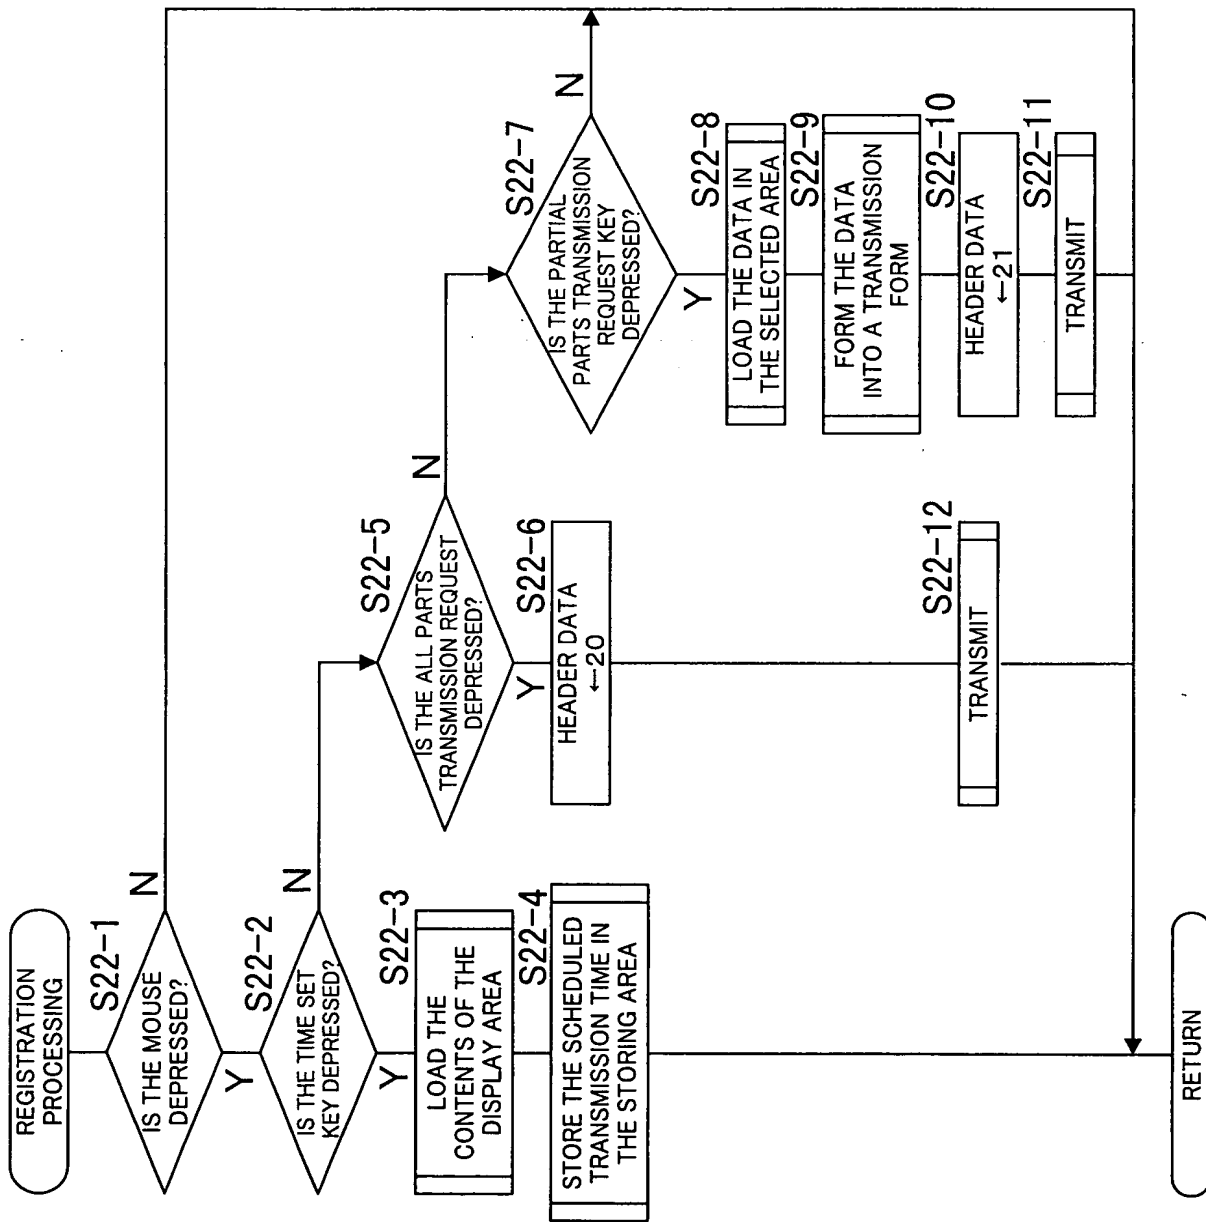 REGISTRATION
PROCESSING
S22-1
IS THE MOUSE
DEPRESSED?
N
Y
S22-2
IS THE TIME SET
KEY DEPRESSED?
N
Y
S22-3
LOAD THE
CONTENTS OF THE
DISPLAY AREA
S22-4
STORE THE SCHEDULED
TRANSMISSION TIME IN
THE STORING AREA
S22-5
IS THE ALL PARTS
TRANSMISSION REQUEST
DEPRESSED?
N
Y
S22-6
HEADER DATA
←20
S22-12
TRANSMIT
S22-7
IS THE PARTIAL
PARTS TRANSMISSION
REQUEST KEY
DEPRESSED?
N
Y
S22-8
LOAD THE DATA IN
THE SELECTED AREA
S22-9
FORM THE DATA
INTO A TRANSMISSION
FORM
S22-10
HEADER DATA
←21
S22-11
TRANSMIT
RETURN